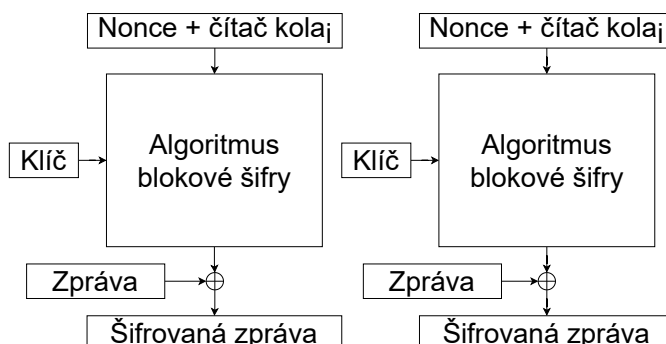 Nonce + čítač kola¡
Algoritmus
blokové šifry
Klíč
Zpráva
Šifrovaná zpráva
Nonce + čítač kola¡
Algoritmus
blokové šifry
Klíč
Zpráva
Šifrovaná zpráva